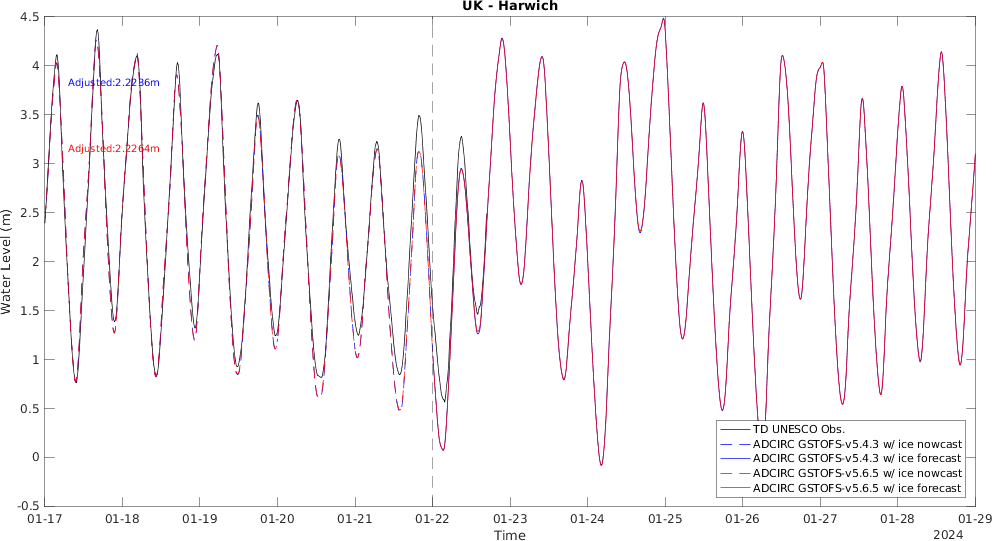 UK - Harwich
4.5
4
3.5
3
2.5
2
1.5
1
0.5
0
-0.5
Water Level (m)
Adjusted:2.2236m
Adjusted:2.2264m
TD UNESCO Obs.
ADCIRC GSTOFS-v5.4.3 w/ ice nowcast
ADCIRC GSTOFS-v5.4.3 w/ ice forecast
ADCIRC GSTOFS-v5.6.5 w/ ice nowcast
ADCIRC GSTOFS-v5.6.5 w/ ice forecast
01-17 01-18 01-19 01-20 01-21 01-22 01-23 01-24 01-25 01-26 01-27 01-28 01-29
Time
2024